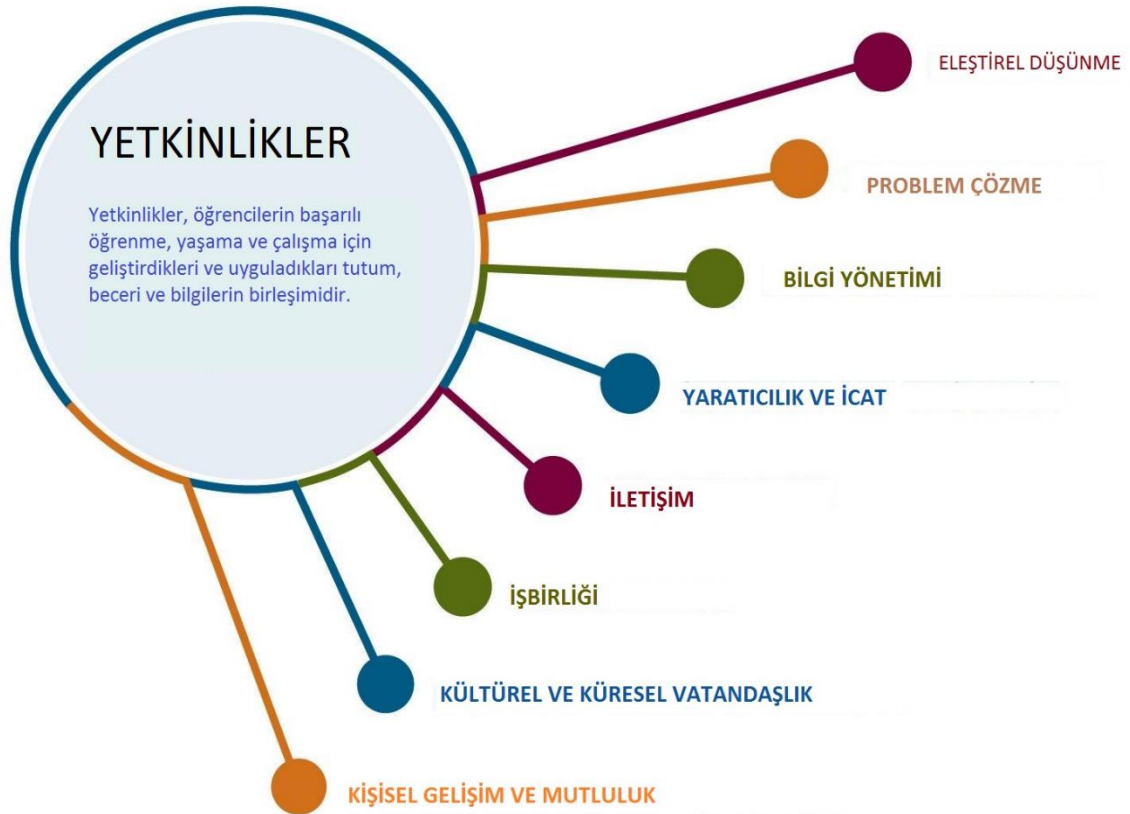 YETKİNLİKLER
Yetkinlikler, öğrencilerin başarılı
öğrenme, yaşama ve çalışma için
geliştirdikleri ve uyguladıkları tutum,
beceri ve bilgilerin birleşimidir.
ELEŞTİREL DÜŞÜNME
PROBLEM ÇÖZME
BİLGİ YÖNETİMİ
YARATICILIK VE İCAT
İLETİŞİM
İŞBİRLİĞİ
KÜLTÜREL VE KÜRESEL VATANDAŞLIK
KİŞİSEL GELİŞİM VE MUTLULUK